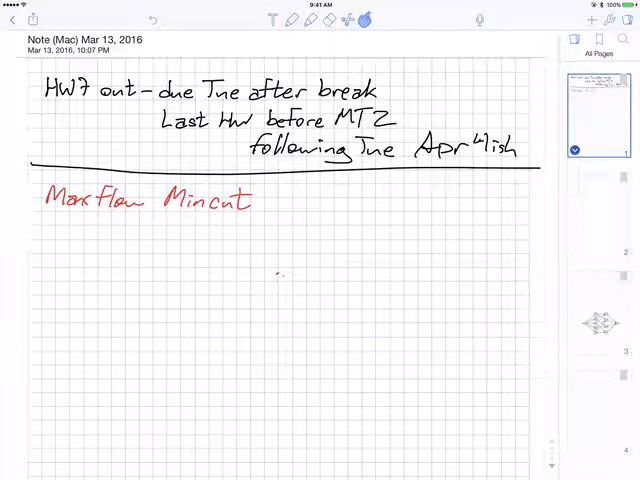 9:41 AM
100%
Note (Mac) Mar 13, 2016
Mar 13, 2016, 10:07 PM
All Pages
HW7 out - due Tue after break
Last HW before MT2
following Tue Apr 4ish
Maxflow Mincut
1
2
3
4